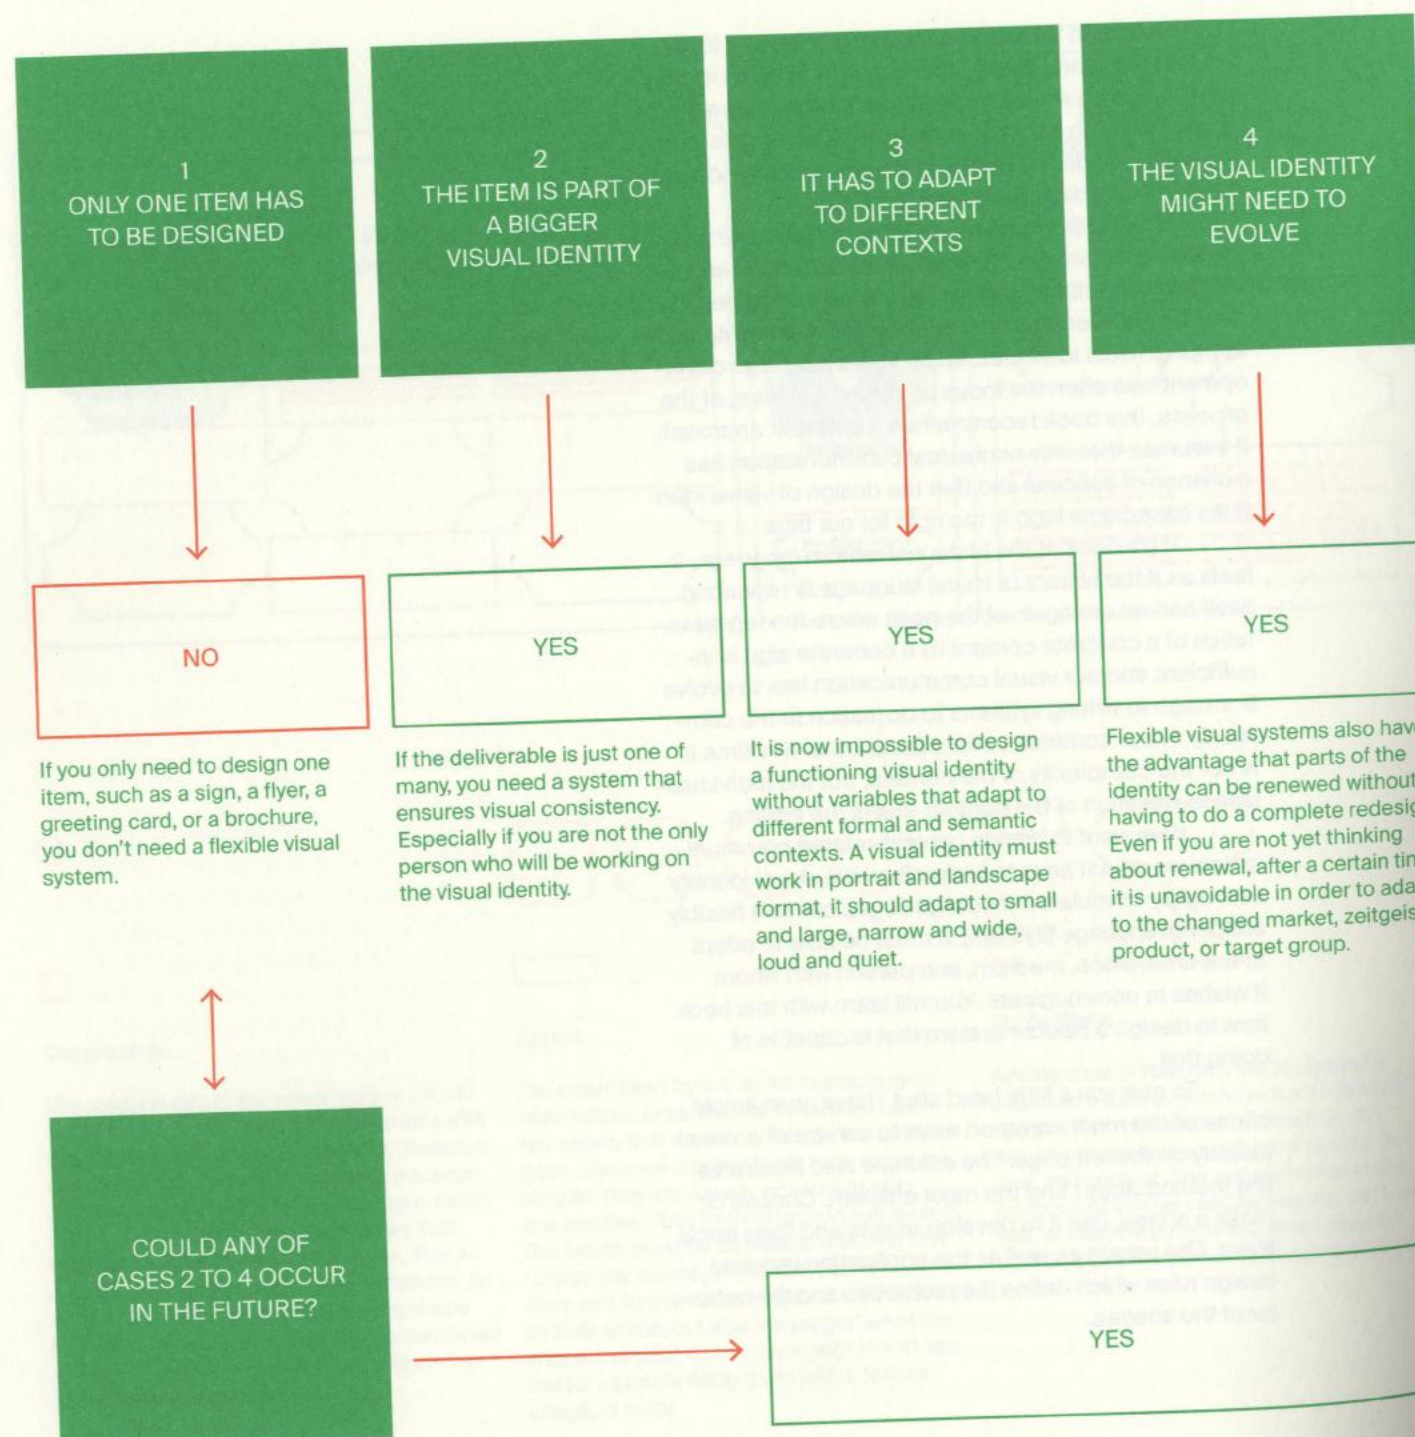 1
ONLY ONE ITEM HAS
TO BE DESIGNED
2
THE ITEM IS PART OF
A BIGGER
VISUAL IDENTITY
3
IT HAS TO ADAPT
TO DIFFERENT
CONTEXTS
4
THE VISUAL IDENTITY
MIGHT NEED TO
EVOLVE
NO
If you only need to design one
item, such as a sign, a flyer, a
greeting card, or a brochure,
you don't need a flexible visual
system.
YES
If the deliverable is just one of
many, you need a system that
ensures visual consistency.
Especially if you are not the only
person who will be working on
the visual identity.
YES
It is now impossible to design
a functioning visual identity
without variables that adapt to
different formal and semantic
contexts. A visual identity must
work in portrait and landscape
format, it should adapt to small
and large, narrow and wide,
loud and quiet.
YES
Flexible visual systems also have
the advantage that parts of the
identity can be renewed without
having to do a complete
Even if you are not yet thinking
about renewal, after a certain
it is unavoidable in order to
to the changed market,
product, or target group.
COULD ANY OF
CASES 2 TO 4 OCCUR
IN THE FUTURE?
YES